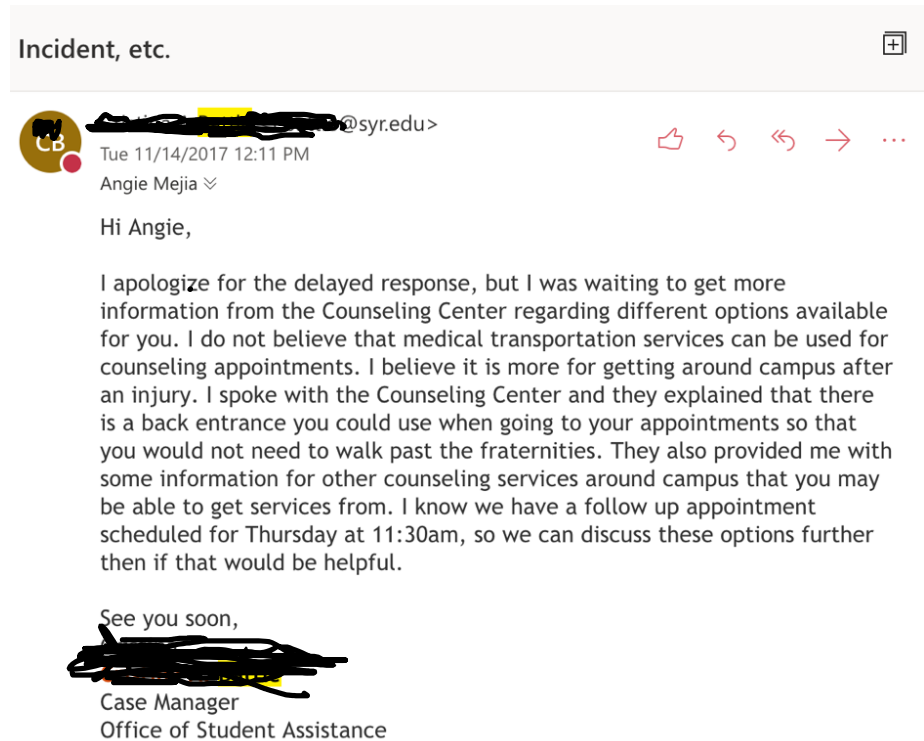 Incident, etc.
@syr.edu>
CB
Tue 11/14/2017 12:11 PM
Angie Mejia
Hi Angie,
I apologize for the delayed response, but I was waiting to get more
information from the Counseling Center regarding different options available
for you. I do not believe that medical transportation services can be used for
counseling appointments. I believe it is more for getting around campus after
an injury. I spoke with the Counseling Center and they explained that there
is a back entrance you could use when going to your appointments so that
you would not need to walk past the fraternities. They also provided me with
some information for other counseling services around campus that you may
be able to get services from. I know we have a follow up appointment
scheduled for Thursday at 11:30am, so we can discuss these options further
then if that would be helpful.
See you soon,
Case Manager
Office of Student Assistance